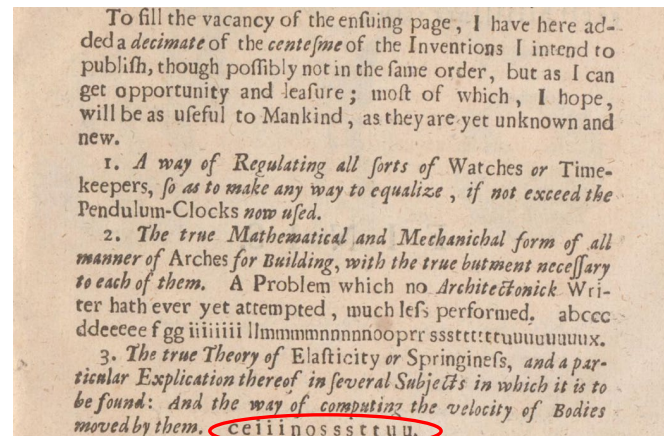 To fill the vacancy of the enſuing page, I have here ad-
ded a decimate of the centeſme of the Inventions I intend to
publiſh, though poſſibly not in the ſame order, but as I can
get opportunity and leaſure; moſt of which, I hope,
will be as uſeful to Mankind, as they are yet unknown and
new.
1. A way of Regulating all ſorts of Watches or Time-
keepers, ſo as to make any way to equalize, if not exceed the
Pendulum-Clocks now uſed.
2. The true Mathematical and Mechanichal form of all
manner of Arches for Building, with the true butment neceſſary
to each of them. A Problem which no Architectonick Wri-
ter hath ever yet attempted, much leſs performed. abccc
ddeeeee f gg iiiiiiii llmmmmnnnnnooprr sssttttttuuuuuuuux.
3. The true Theory of Elaſticity or Springineſs, and a par-
ticular Explication thereof in ſeveral Subjects in which it is to
be found: And the way of computing the velocity of Bodies
moved by them. ceiiinosssttuu.